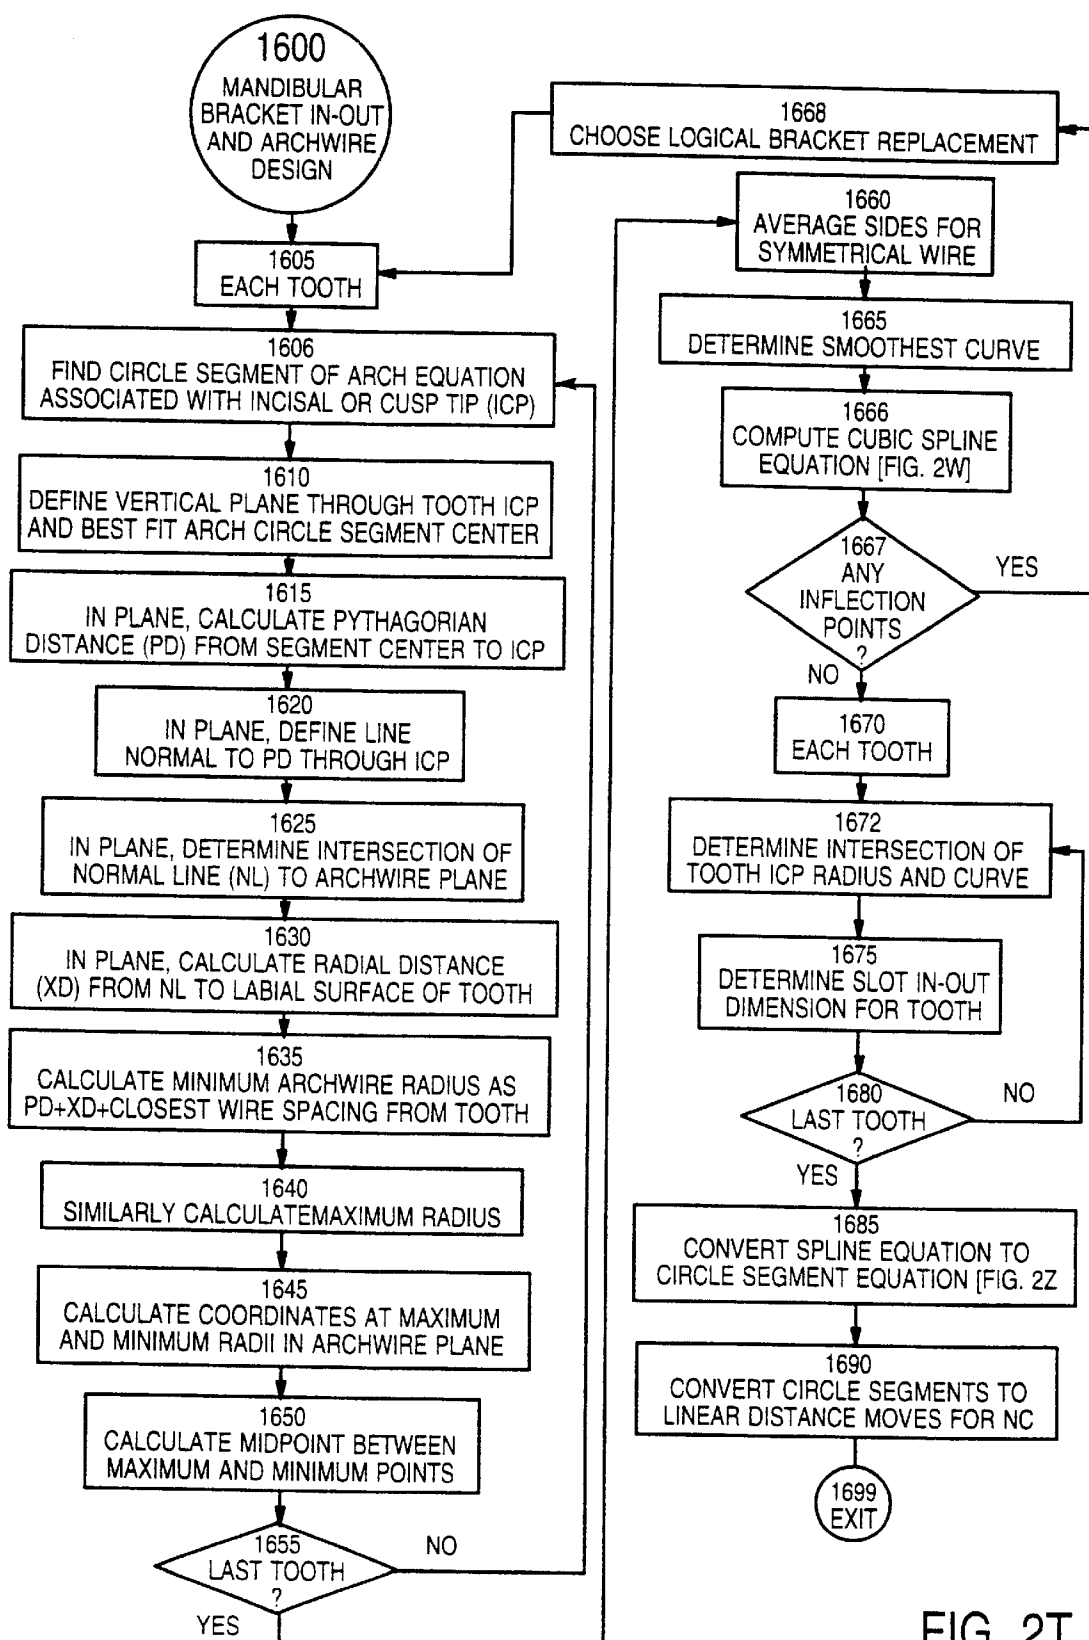 1600
MANDIBULAR
BRACKET IN-OUT
AND ARCHWIRE
DESIGN
1605
EACH TOOTH
1606
FIND CIRCLE SEGMENT OF ARCH EQUATION
ASSOCIATED WITH INCISAL OR CUSP TIP (ICP)
1610
DEFINE VERTICAL PLANE THROUGH TOOTH ICP
AND BEST FIT ARCH CIRCLE SEGMENT CENTER
1615
IN PLANE, CALCULATE PYTHAGORIAN
DISTANCE (PD) FROM SEGMENT CENTER TO ICP
1620
IN PLANE, DEFINE LINE
NORMAL TO PD THROUGH ICP
1625
IN PLANE, DETERMINE INTERSECTION OF
NORMAL LINE (NL) TO ARCHWIRE PLANE
1630
IN PLANE, CALCULATE RADIAL DISTANCE
(XD) FROM NL TO LABIAL SURFACE OF TOOTH
1635
CALCULATE MINIMUM ARCHWIRE RADIUS AS
PD+XD+CLOSEST WIRE SPACING FROM TOOTH
1640
SIMILARLY CALCULATEMAXIMUM RADIUS
1645
CALCULATE COORDINATES AT MAXIMUM
AND MINIMUM RADII IN ARCHWIRE PLANE
1650
CALCULATE MIDPOINT BETWEEN
MAXIMUM AND MINIMUM POINTS
1655
LAST TOOTH
?
NO
YES
1668
CHOOSE LOGICAL BRACKET REPLACEMENT
1660
AVERAGE SIDES FOR
SYMMETRICAL WIRE
1665
DETERMINE SMOOTHEST CURVE
1666
COMPUTE CUBIC SPLINE
EQUATION [FIG. 2W]
1667
ANY
INFLECTION
POINTS
?
YES
NO
1670
EACH TOOTH
1672
DETERMINE INTERSECTION OF
TOOTH ICP RADIUS AND CURVE
1675
DETERMINE SLOT IN-OUT
DIMENSION FOR TOOTH
1680
LAST TOOTH
?
NO
YES
1685
CONVERT SPLINE EQUATION TO
CIRCLE SEGMENT EQUATION [FIG. 2Z
1690
CONVERT CIRCLE SEGMENTS TO
LINEAR DISTANCE MOVES FOR NC
1699
EXIT
FIG. 2T